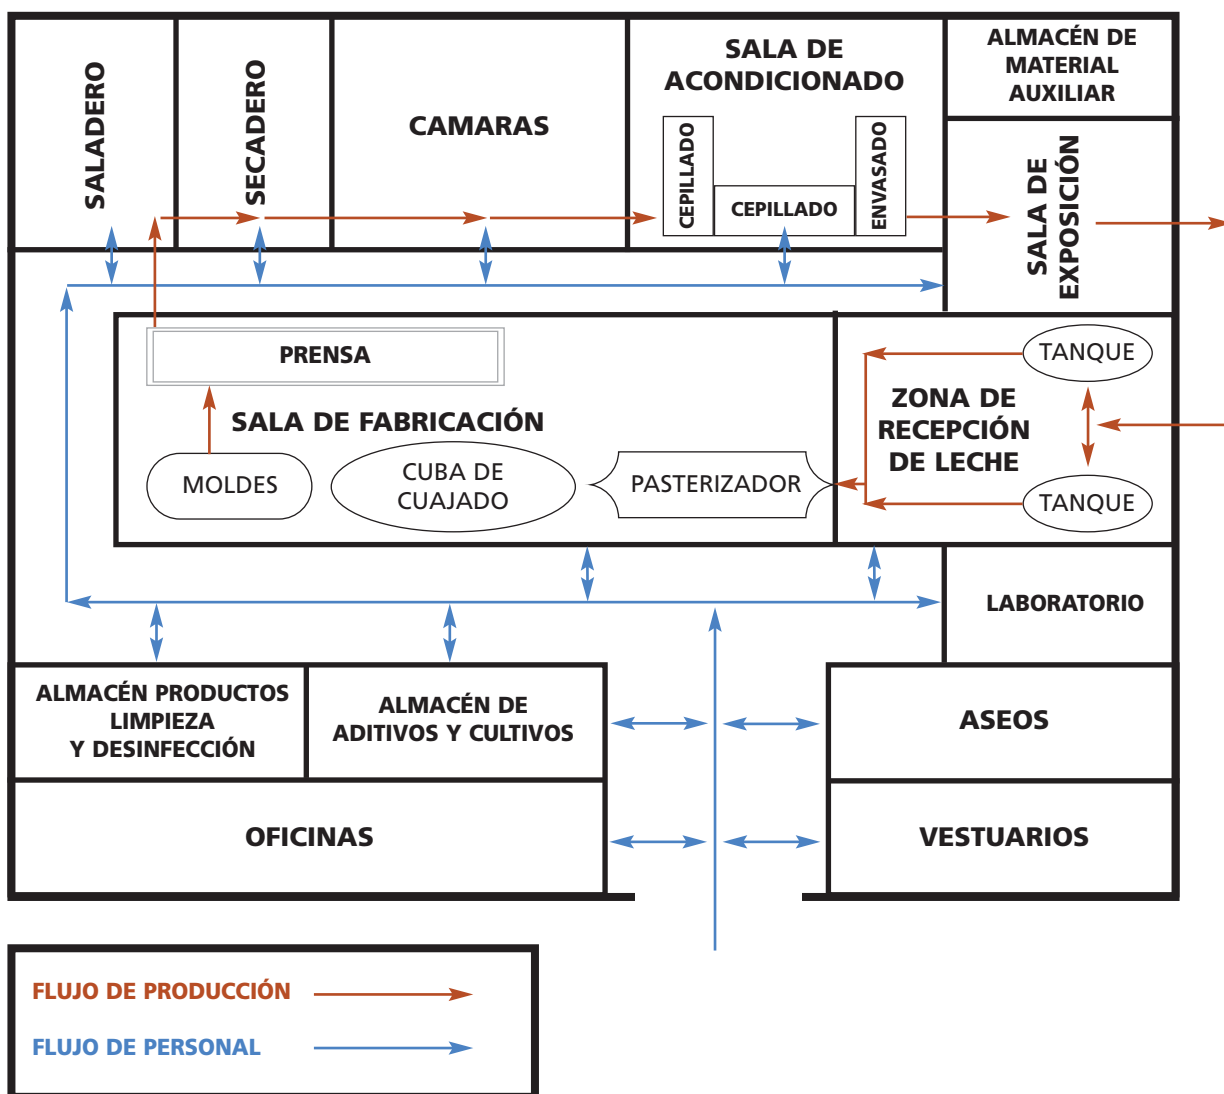 SALADERO
SECADERO
CAMARAS
SALA DE
ACONDICIONADO
CEPILLADO
CEPILLADO
ENVASADO
ALMACÉN DE
MATERIAL
AUXILIAR
SALA DE
EXPOSICIÓN
PRENSA
SALA DE FABRICACIÓN
MOLDES
CUBA DE
CUAJADO
PASTERIZADOR
ZONA DE
RECEPCIÓN
DE LECHE
TANQUE
TANQUE
LABORATORIO
ALMACÉN PRODUCTOS
LIMPIEZA
Y DESINFECCIÓN
ALMACÉN DE
ADITIVOS Y CULTIVOS
ASEOS
OFICINAS
VESTUARIOS
FLUJO DE PRODUCCIÓN
FLUJO DE PERSONAL